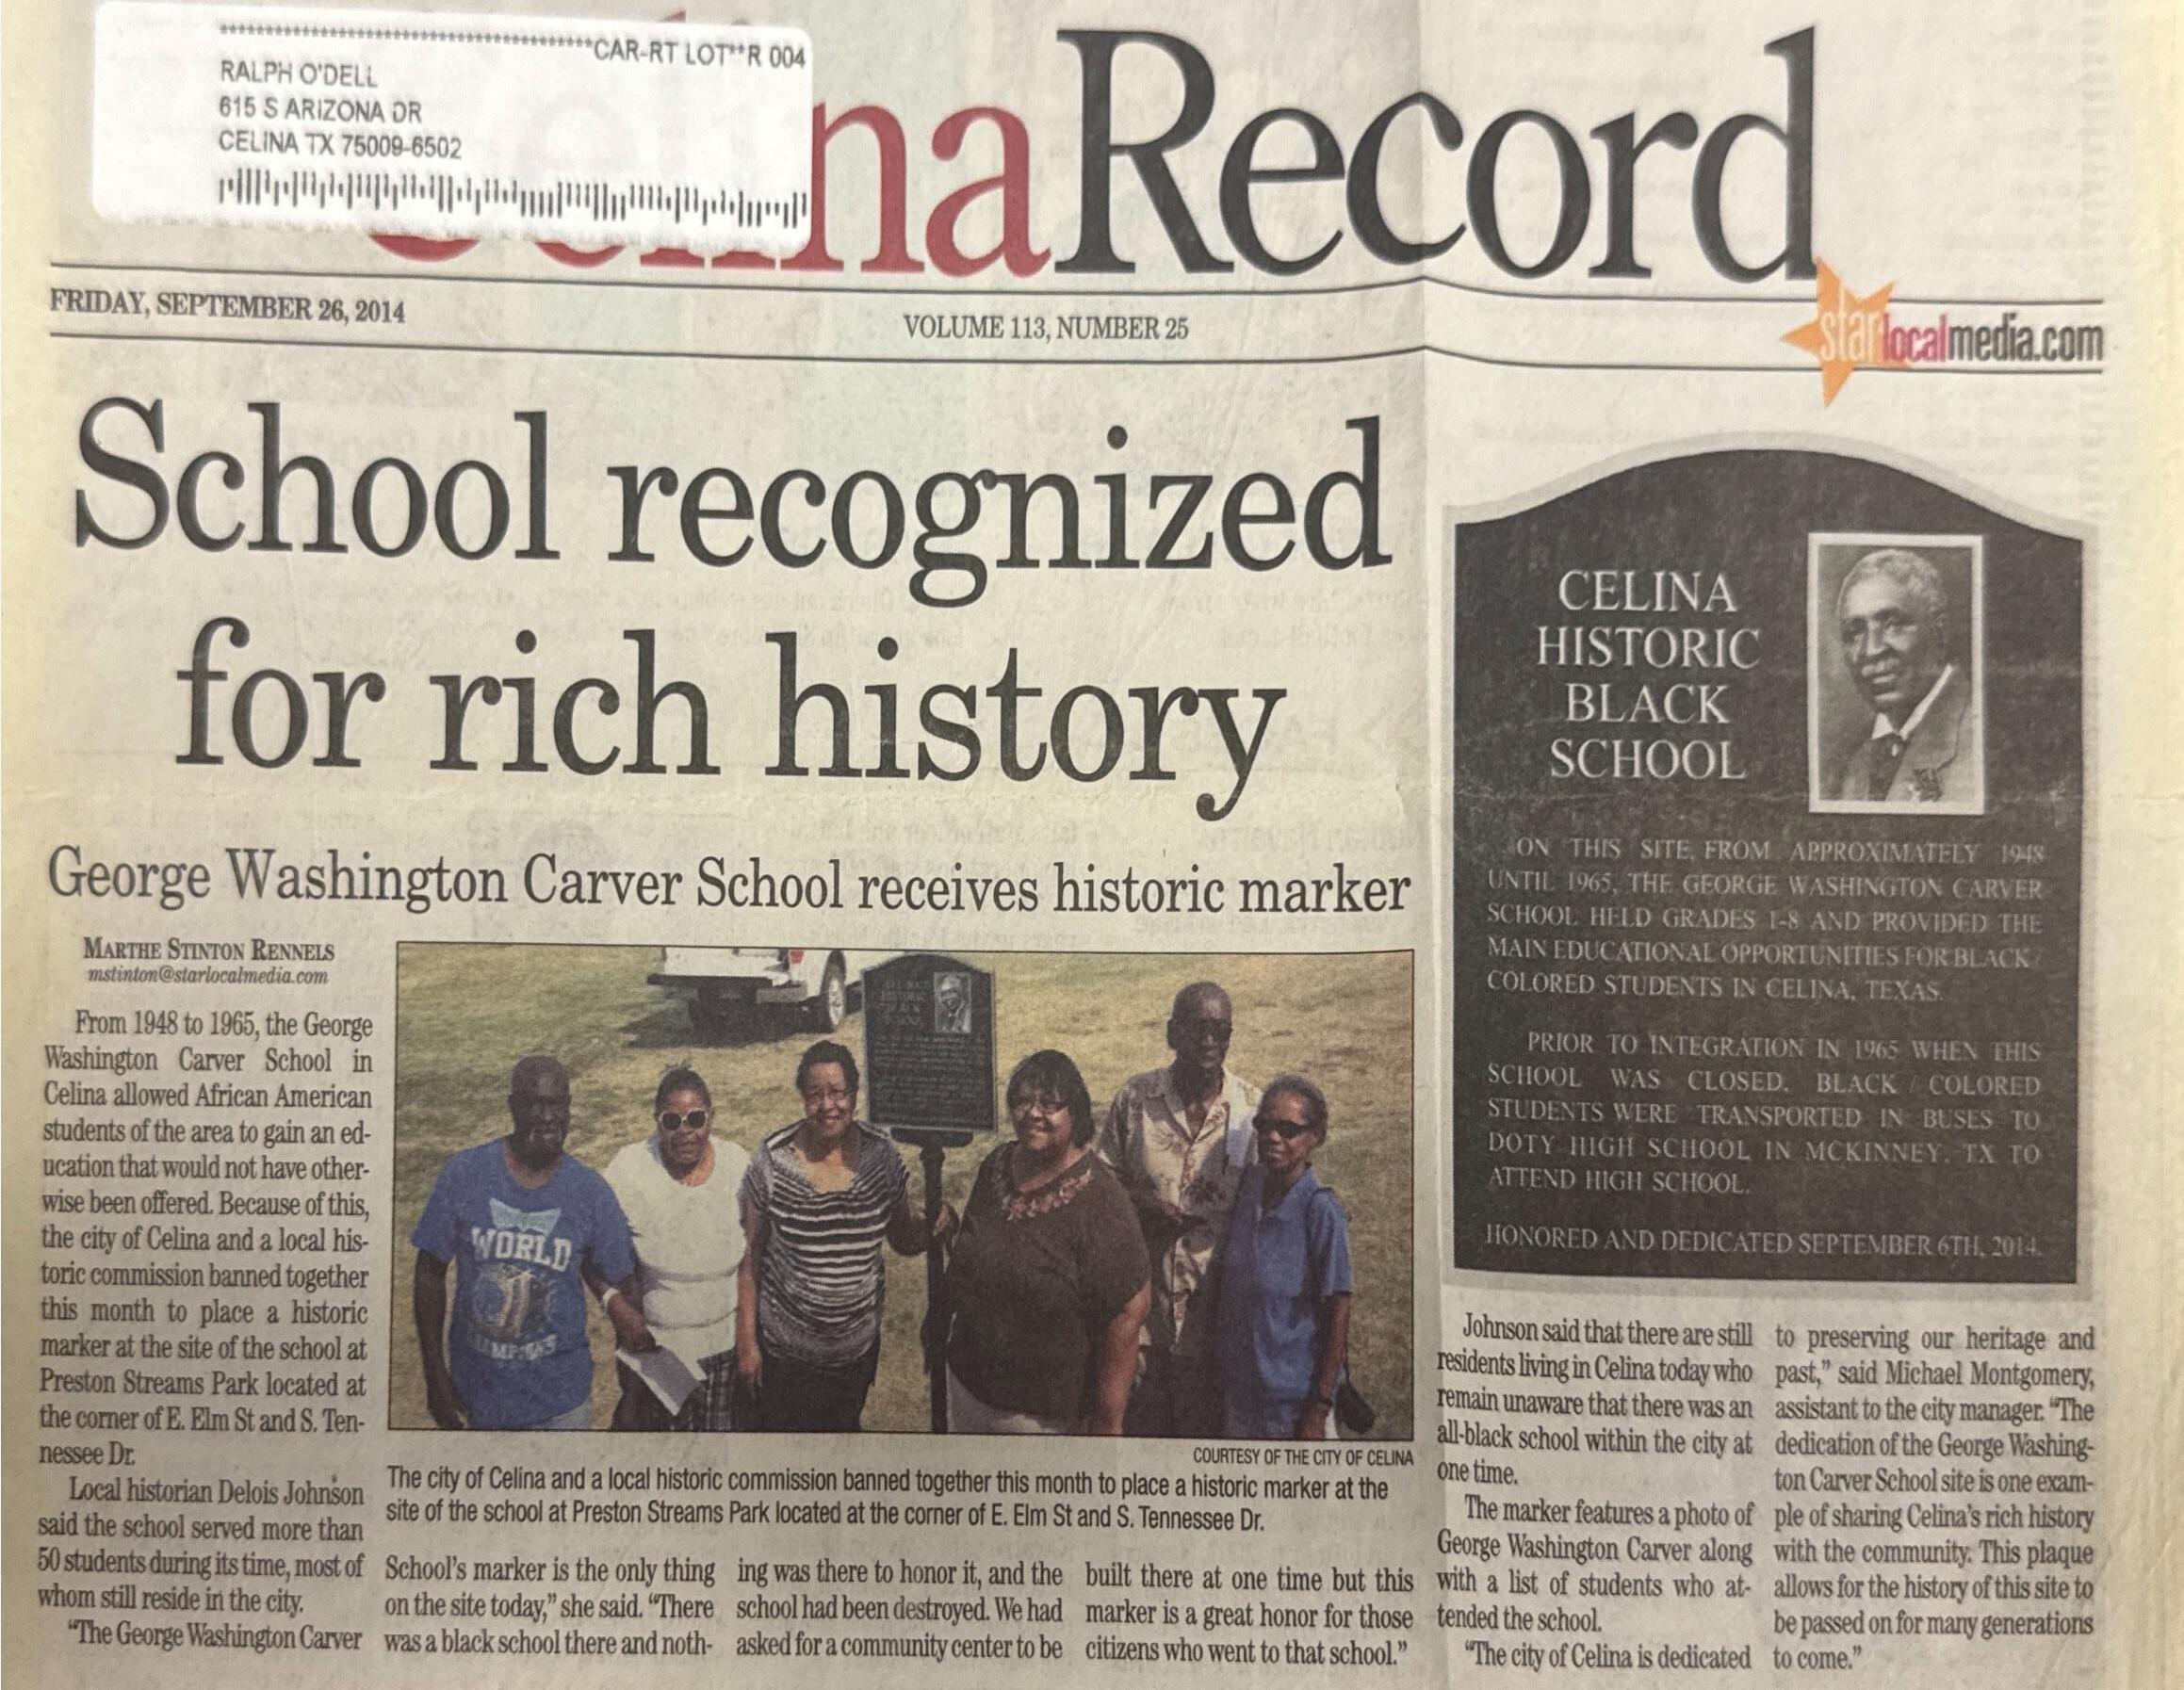 ************************************CAR-RT LOT**R 004
RALPH O'DELL
615 S ARIZONA DR
CELINA TX 75009-6502
Celina Record
FRIDAY, SEPTEMBER 26, 2014
VOLUME 113, NUMBER 25
starlocalmedia.com
School recognized
for rich history
George Washington Carver School receives historic marker
MARTHE STINTON RENNELS
mstinton@starlocalmedia.com
From 1948 to 1965, the George
Washington Carver School in
Celina allowed African American
students of the area to gain an ed-
ucation that would not have other-
wise been offered. Because of this,
the city of Celina and a local his-
toric commission banned together
this month to place a historic
marker at the site of the school at
Preston Streams Park located at
the corner of E. Elm St and S. Ten-
nessee Dr.
Local historian Delois Johnson
said the school served more than
50 students during its time, most of
whom still reside in the city.
"The George Washington Carver
WORLD
COURTESY OF THE CITY OF CELINA
The city of Celina and a local historic commission banned together this month to place a historic marker at the
site of the school at Preston Streams Park located at the corner of E. Elm St and S. Tennessee Dr.
School's marker is the only thing
on the site today," she said. "There
was a black school there and noth-
ing was there to honor it, and the
school had been destroyed. We had
asked for a community center to be
built there at one time but this
marker is a great honor for those
citizens who went to that school."
CELINA
HISTORIC
BLACK
SCHOOL
ON THIS SITE, FROM APPROXIMATELY 1948
UNTIL 1965, THE GEORGE WASHINGTON CARVER
SCHOOL HELD GRADES 1-8 AND PROVIDED THE
MAIN EDUCATIONAL OPPORTUNITIES FOR BLACK /
COLORED STUDENTS IN CELINA, TEXAS.
PRIOR TO INTEGRATION IN 1965 WHEN THIS
SCHOOL WAS CLOSED, BLACK / COLORED
STUDENTS WERE TRANSPORTED IN BUSES TO
DOTY HIGH SCHOOL IN MCKINNEY, TX TO
ATTEND HIGH SCHOOL.
HONORED AND DEDICATED SEPTEMBER 6TH, 2014.
Johnson said that there are still
residents living in Celina today who
remain unaware that there was an
all-black school within the city at
one time.
The marker features a photo of
George Washington Carver along
with a list of students who at-
tended the school.
"The city of Celina is dedicated
to preserving our heritage and
past," said Michael Montgomery,
assistant to the city manager. "The
dedication of the George Washing-
ton Carver School site is one exam-
ple of sharing Celina's rich history
with the community. This plaque
allows for the history of this site to
be passed on for many generations
to come."